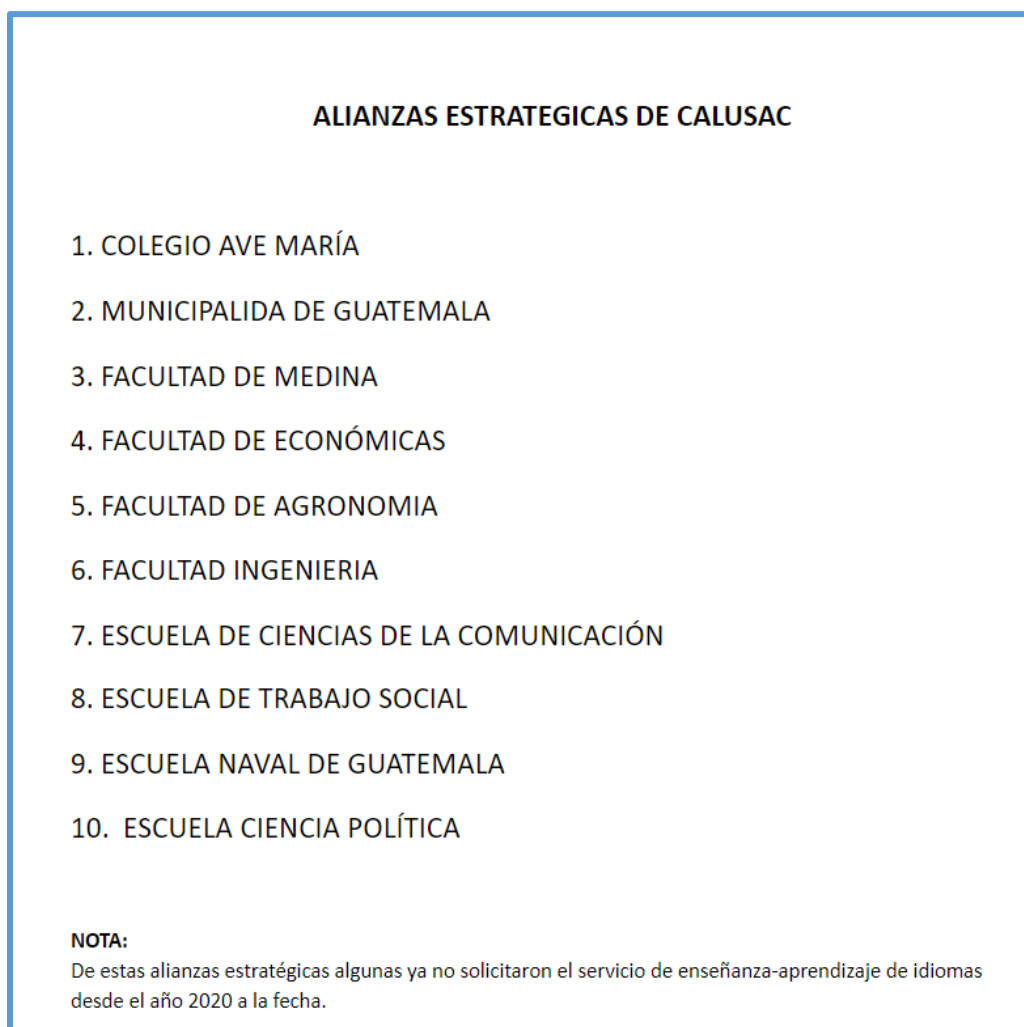 ALIANZAS ESTRATEGICAS DE CALUSAC
1. COLEGIO AVE MARÍA
2. MUNICIPALIDA DE GUATEMALA
3. FACULTAD DE MEDINA
4. FACULTAD DE ECONÓMICAS
5. FACULTAD DE AGRONOMIA
6. FACULTAD INGENIERIA
7. ESCUELA DE CIENCIAS DE LA COMUNICACIÓN
8. ESCUELA DE TRABAJO SOCIAL
9. ESCUELA NAVAL DE GUATEMALA
10. ESCUELA CIENCIA POLÍTICA
NOTA:
De estas alianzas estratégicas algunas ya no solicitaron el servicio de enseñanza-aprendizaje de idiomas
desde el año 2020 a la fecha.